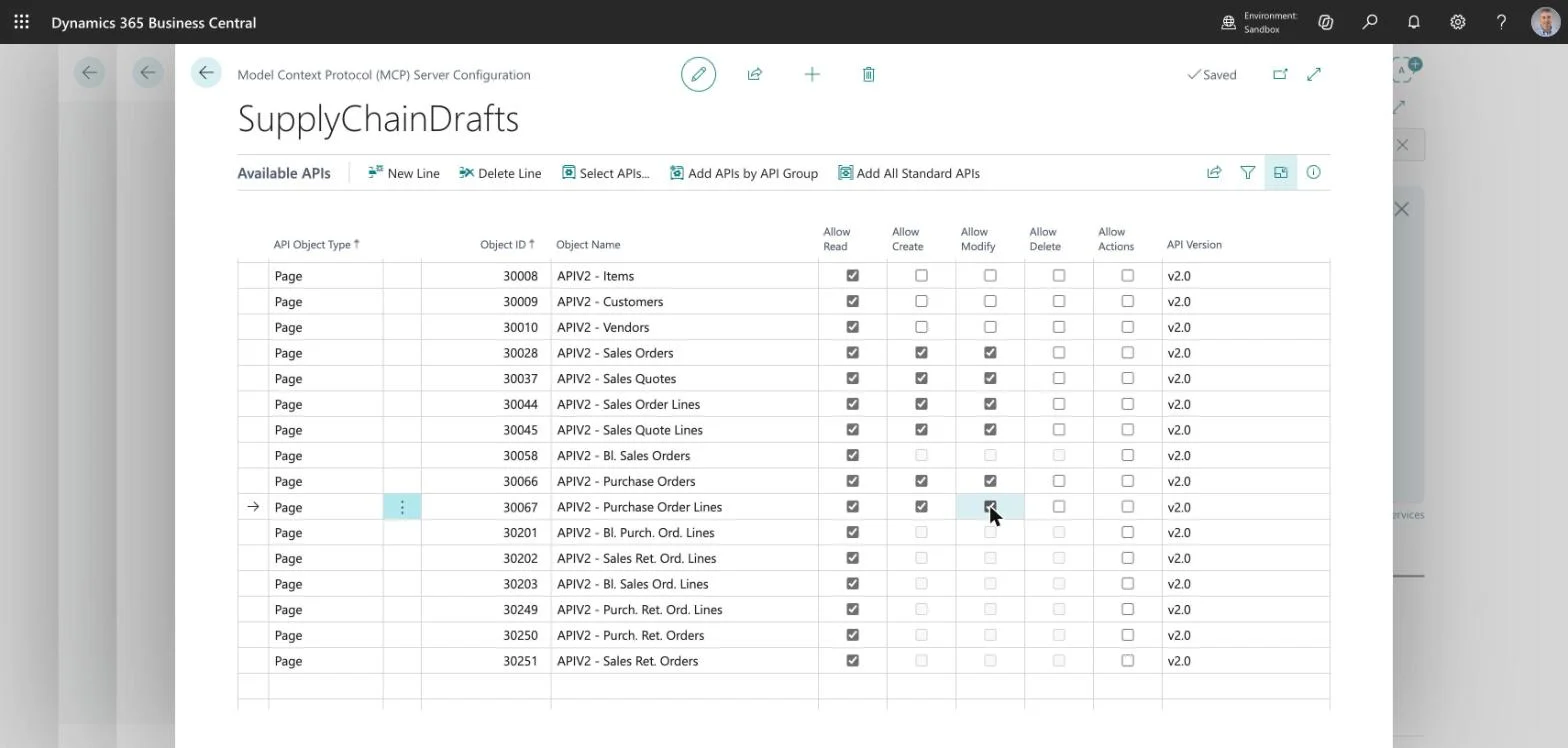 Dynamics 365 Business Central
Environment:
Sandbox
Model Context Protocol (MCP) Server Configuration
Saved
SupplyChainDrafts
Available APIs New Line Delete Line Select APIs... Add APIs by API Group Add All Standard APIs
API Object Type Object ID Object Name Allow Read Allow Create Allow Modify Allow Delete Allow Actions API Version
Page 30008 APIV2 - Items v2.0
Page 30009 APIV2 - Customers v2.0
Page 30010 APIV2 - Vendors v2.0
Page 30028 APIV2 - Sales Orders v2.0
Page 30037 APIV2 - Sales Quotes v2.0
Page 30044 APIV2 - Sales Order Lines v2.0
Page 30045 APIV2 - Sales Quote Lines v2.0
Page 30058 APIV2 - Bl. Sales Orders v2.0
Page 30066 APIV2 - Purchase Orders v2.0
Page 30067 APIV2 - Purchase Order Lines v2.0
Page 30201 APIV2 - Bl. Purch. Ord. Lines v2.0
Page 30202 APIV2 - Sales Ret. Ord. Lines v2.0
Page 30203 APIV2 - Bl. Sales Ord. Lines v2.0
Page 30249 APIV2 - Purch. Ret. Ord. Lines v2.0
Page 30250 APIV2 - Purch. Ret. Orders v2.0
Page 30251 APIV2 - Sales Ret. Orders v2.0